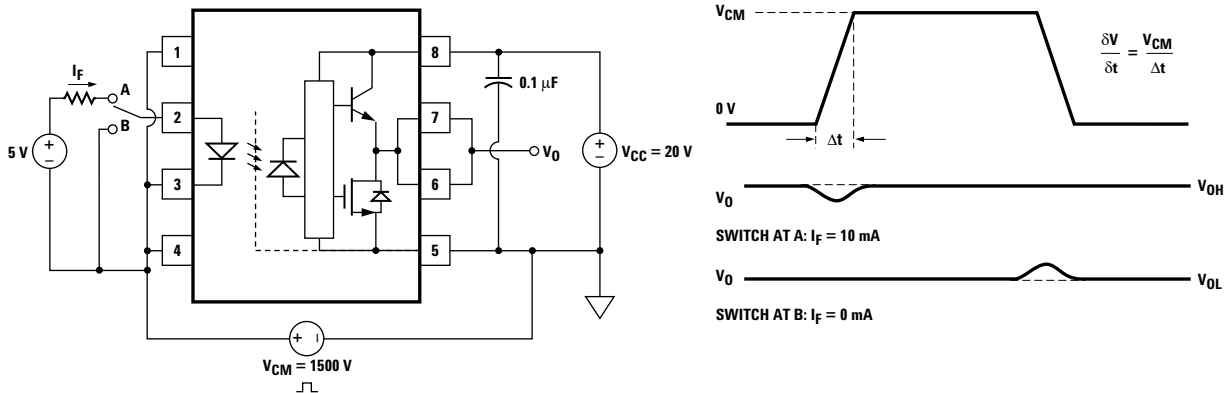 1
8
I_F
A
0.1 μF
2
7
B
5 V
+
−
V_O
+
−
V_CC = 20 V
3
6
4
5
+
−
V_CM = 1500 V
V_CM
δV/δt = V_CM/Δt
0 V
Δt
V_O
V_OH
SWITCH AT A: I_F = 10 mA
V_O
V_OL
SWITCH AT B: I_F = 0 mA